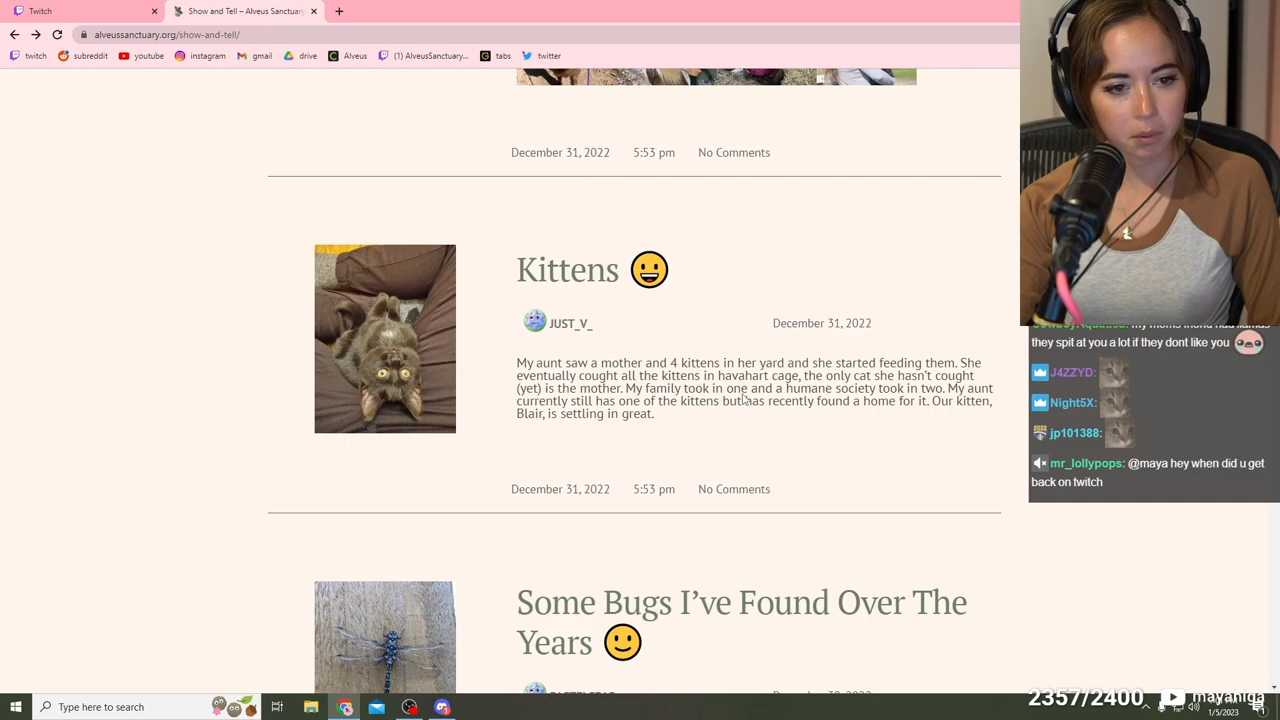 Twitch
Show and Tell – Alveus Sanctuary
alveussanctuary.org/show-and-tell/
twitch
subreddit
youtube
instagram
gmail
drive
Alveus
(1) AlveusSanctuary...
tabs
twitter
December 31, 2022 5:53 pm No Comments
Kittens
JUST_V_ December 31, 2022
My aunt saw a mother and 4 kittens in her yard and she started feeding them. She
eventually cought all the kittens in havahart cage, the only cat she hasn't cought
(yet) is the mother. My family took in one and a humane society took in two. My aunt
currently still has one of the kittens but has recently found a home for it. Our kitten,
Blair, is settling in great.
December 31, 2022 5:53 pm No Comments
Some Bugs I've Found Over The
Years
my moms friend had llamas
they spit at you a lot if they dont like you
J4ZZYD:
Night5X:
jp101388:
mr_lollypops: @maya hey when did u get
back on twitch
Type here to search
2357/2400
mayahiga
1/5/2023